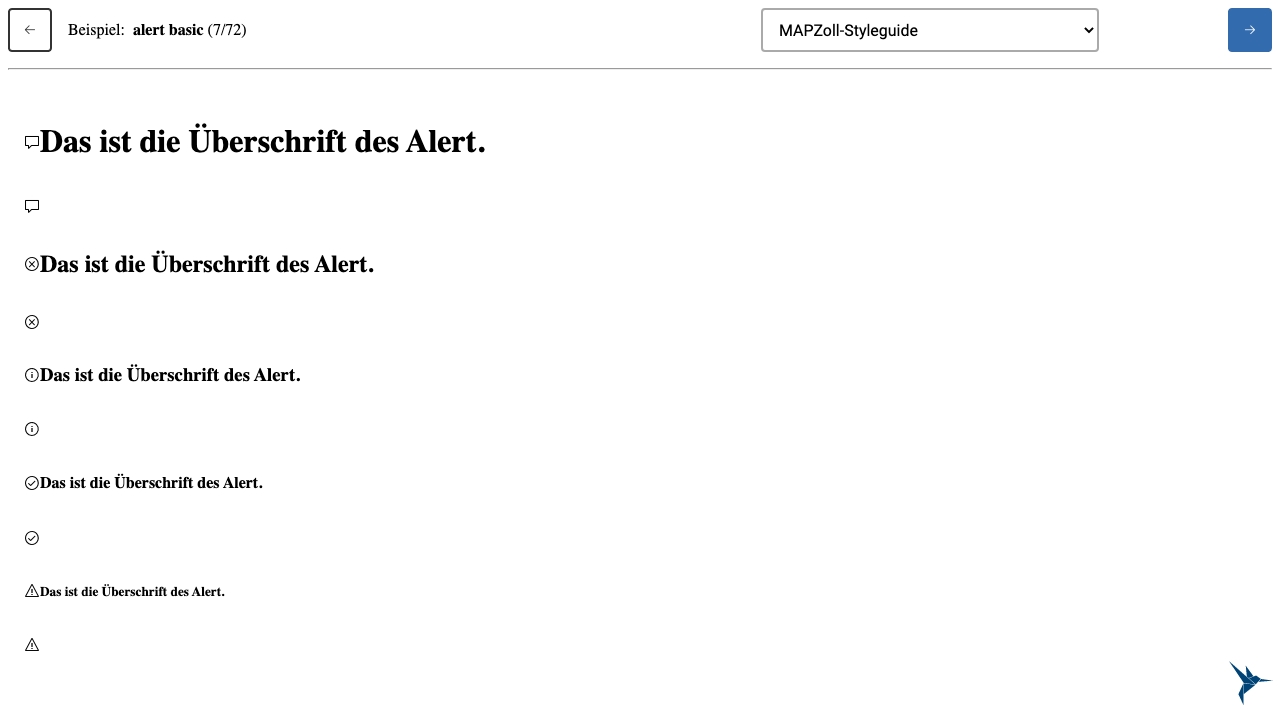 Beispiel: alert basic (7/72)
MAPZoll-Styleguide
Das ist die Überschrift des Alert.
Das ist die Überschrift des Alert.
Das ist die Überschrift des Alert.
Das ist die Überschrift des Alert.
Das ist die Überschrift des Alert.